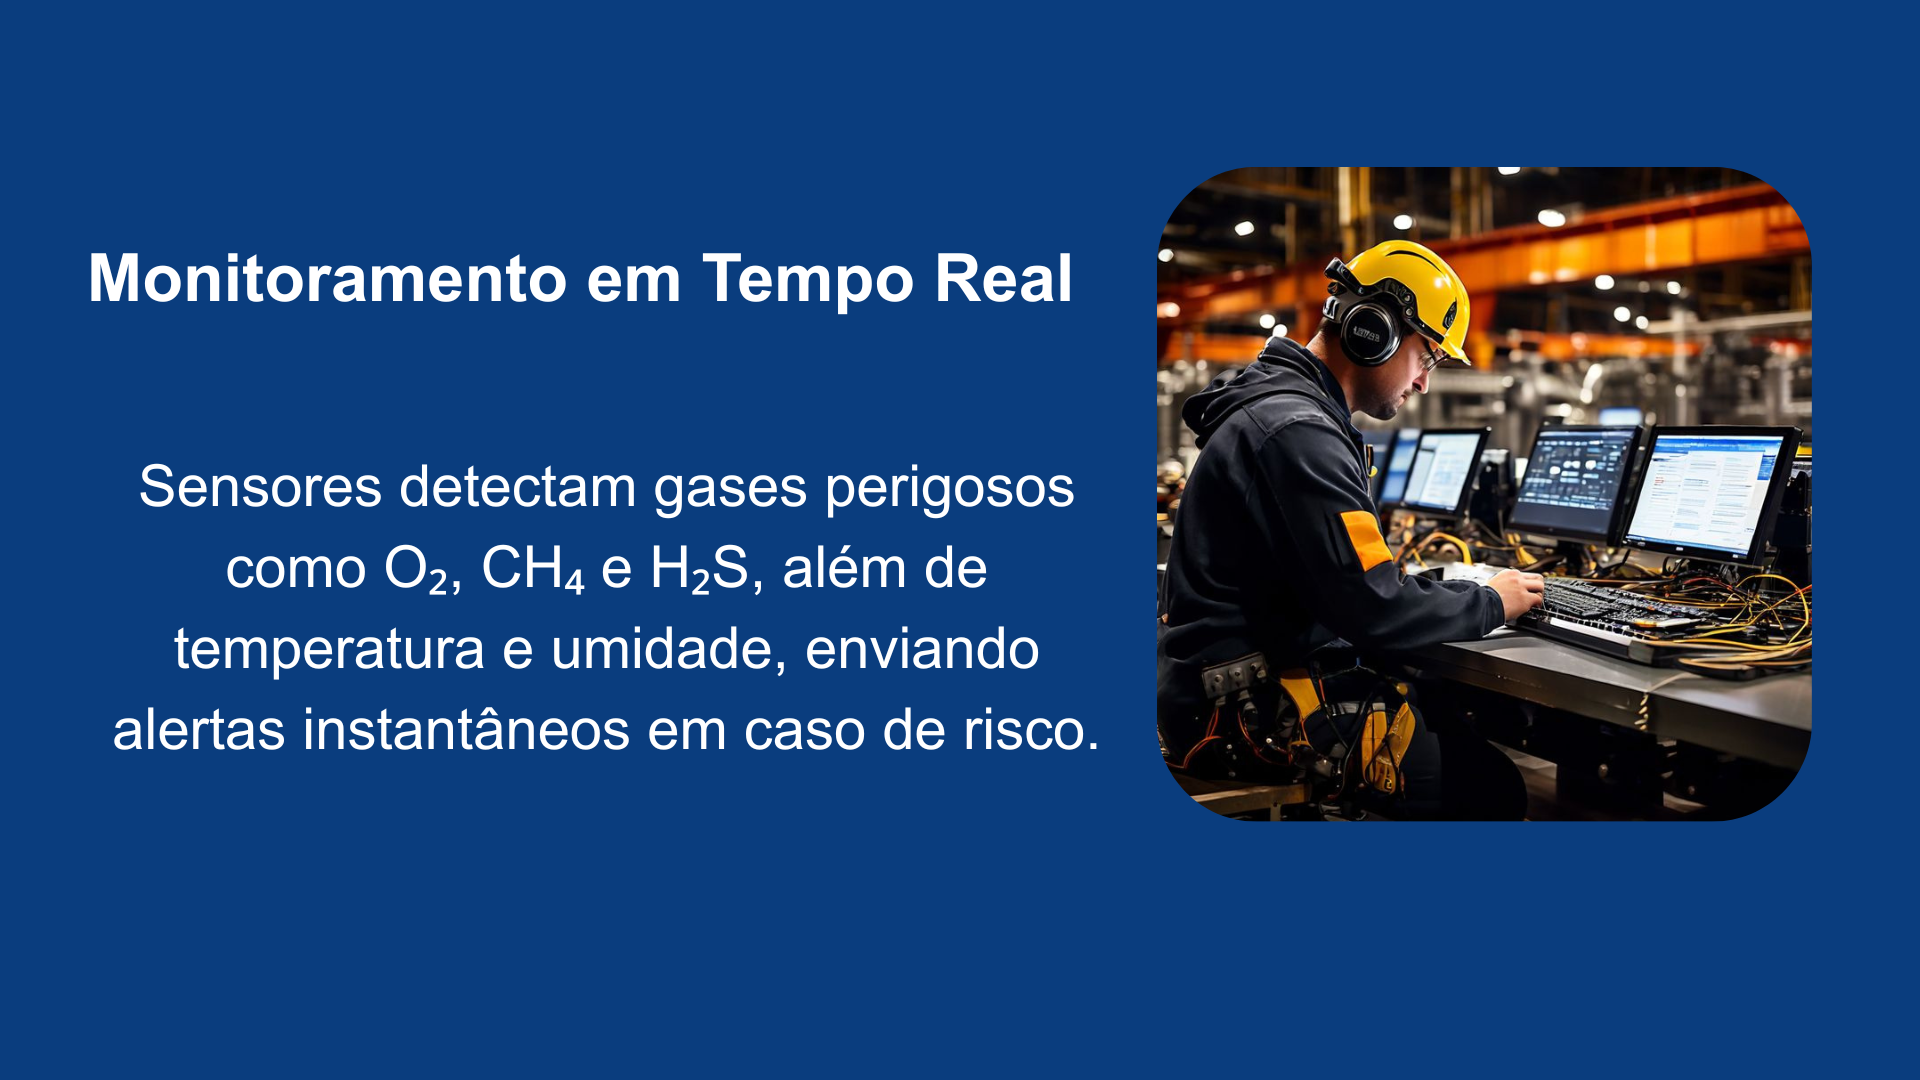 Monitoramento em Tempo Real
Sensores detectam gases perigosos
como O₂, CH₄ e H₂S, além de
temperatura e umidade, enviando
alertas instantâneos em caso de risco.